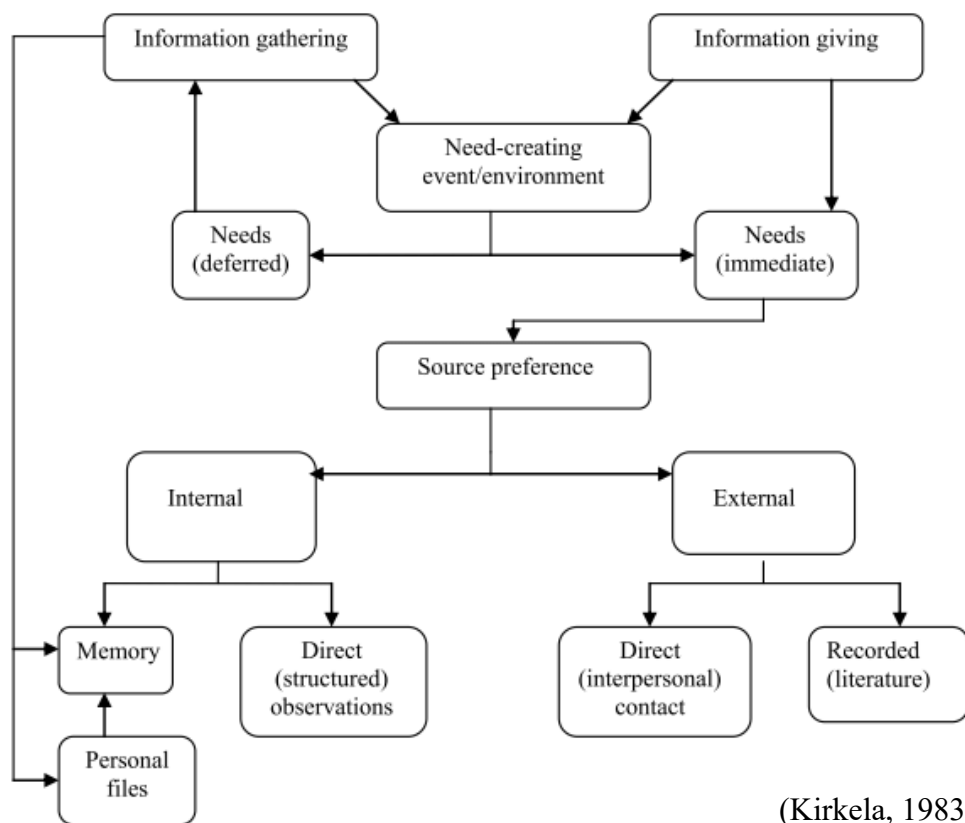 Information gathering
Information giving
Need-creating
event/environment
Needs
(deferred)
Needs
(immediate)
Source preference
Internal
External
Memory
Direct
(structured)
observations
Direct
(interpersonal)
contact
Recorded
(literature)
Personal
files
(Kirkela, 1983